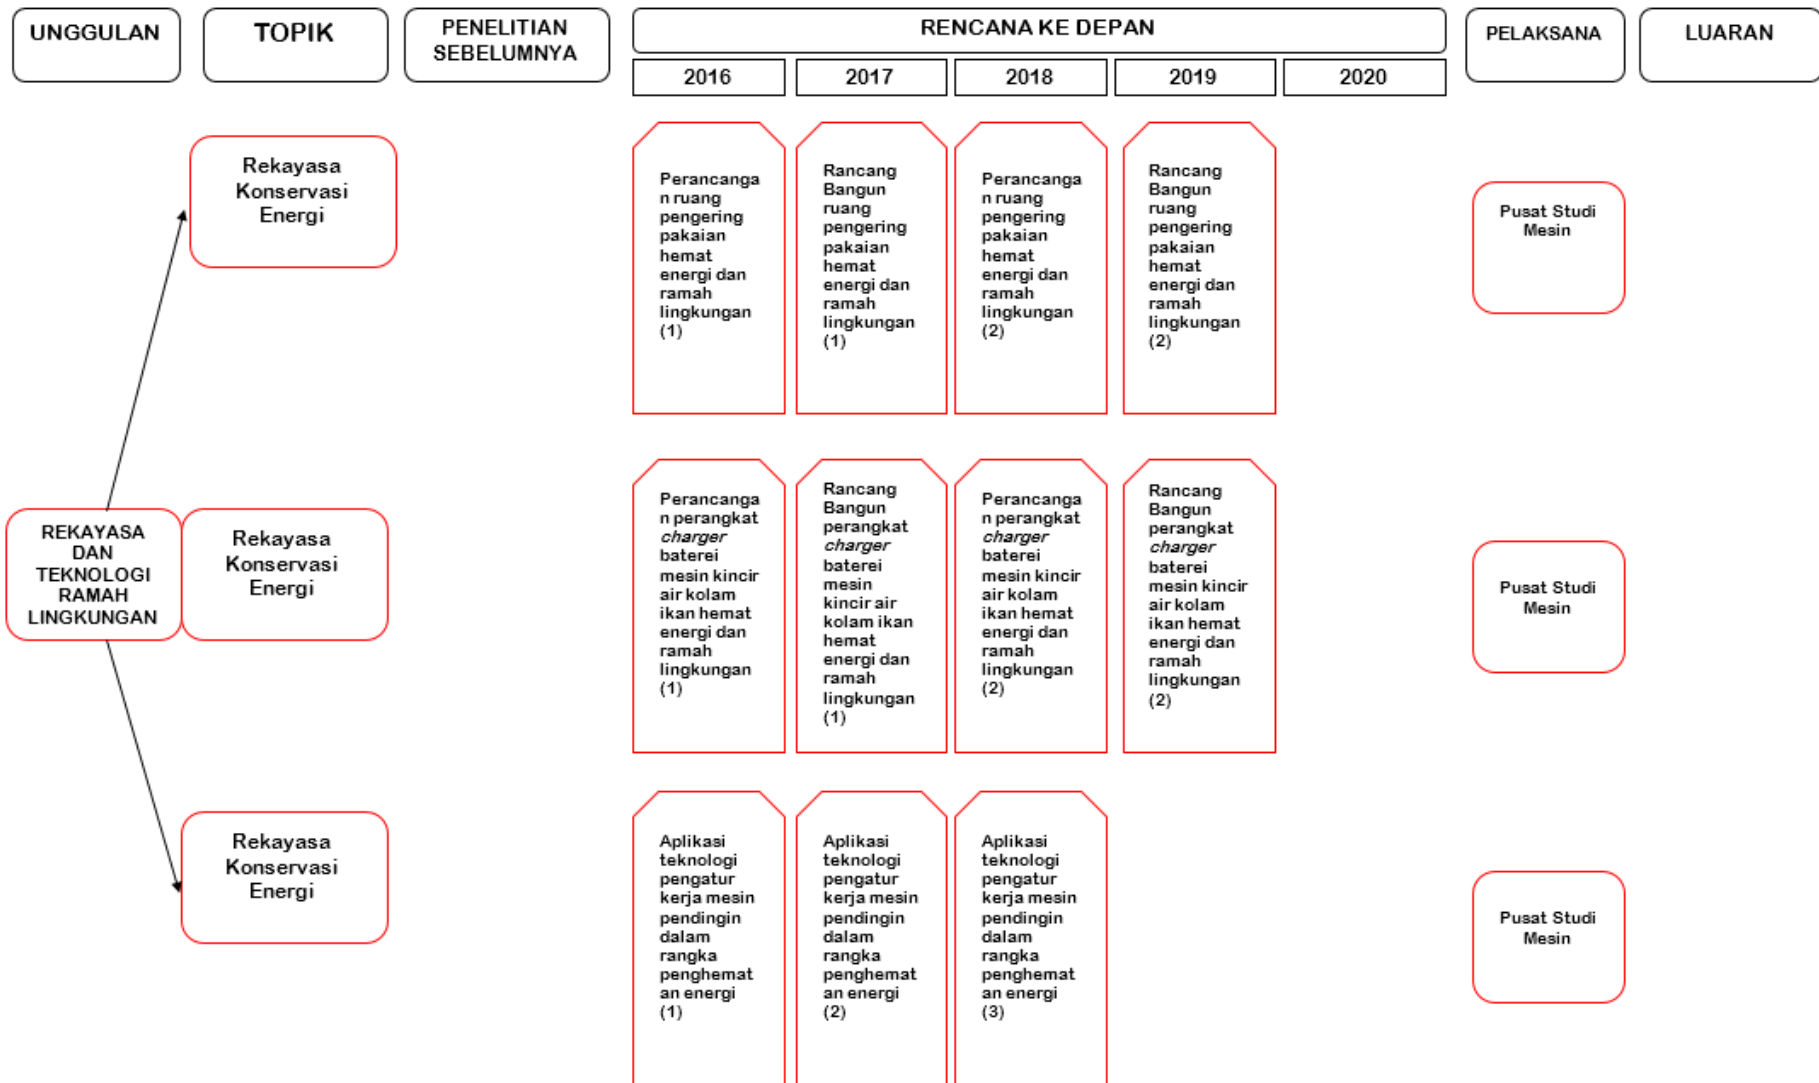 UNGGULAN
TOPIK
PENELITIAN
SEBELUMNYA
RENCANA KE DEPAN
2016
2017
2018
2019
2020
PELAKSANA
LUARAN
REKAYASA
DAN
TEKNOLOGI
RAMAH
LINGKUNGAN
Rekayasa
Konservasi
Energi
Perancanga
n ruang
pengering
pakaian
hemat
energi dan
ramah
lingkungan
(1)
Rancang
Bangun
ruang
pengering
pakaian
hemat
energi dan
ramah
lingkungan
(1)
Perancanga
n ruang
pengering
pakaian
hemat
energi dan
ramah
lingkungan
(2)
Rancang
Bangun
ruang
pengering
pakaian
hemat
energi dan
ramah
lingkungan
(2)
Pusat Studi
Mesin
Rekayasa
Konservasi
Energi
Perancanga
n perangkat
charger
baterei
mesin kincir
air kolam
ikan hemat
energi dan
ramah
lingkungan
(1)
Rancang
Bangun
perangkat
charger
baterei
mesin
kincir air
kolam ikan
hemat
energi dan
ramah
lingkungan
(1)
Perancanga
n perangkat
charger
baterei
mesin kincir
air kolam
ikan hemat
energi dan
ramah
lingkungan
(2)
Rancang
Bangun
perangkat
charger
baterei
mesin kincir
air kolam
ikan hemat
energi dan
ramah
lingkungan
(2)
Pusat Studi
Mesin
Rekayasa
Konservasi
Energi
Aplikasi
teknologi
pengatur
kerja mesin
pendingin
dalam
rangka
penghemat
an energi
(1)
Aplikasi
teknologi
pengatur
kerja mesin
pendingin
dalam
rangka
penghemat
an energi
(2)
Aplikasi
teknologi
pengatur
kerja mesin
pendingin
dalam
rangka
penghemat
an energi
(3)
Pusat Studi
Mesin